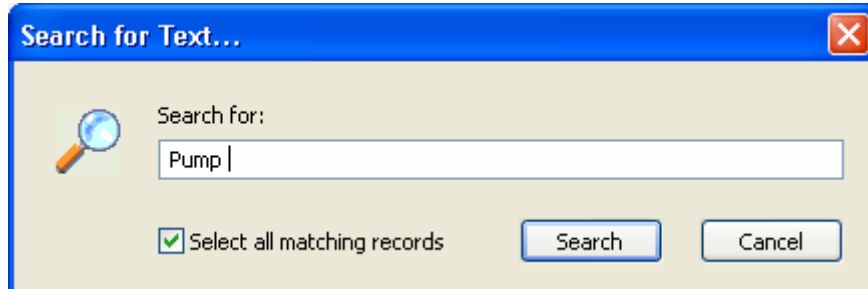 Search for Text...
Search for:
Pump
Select all matching records
Search
Cancel